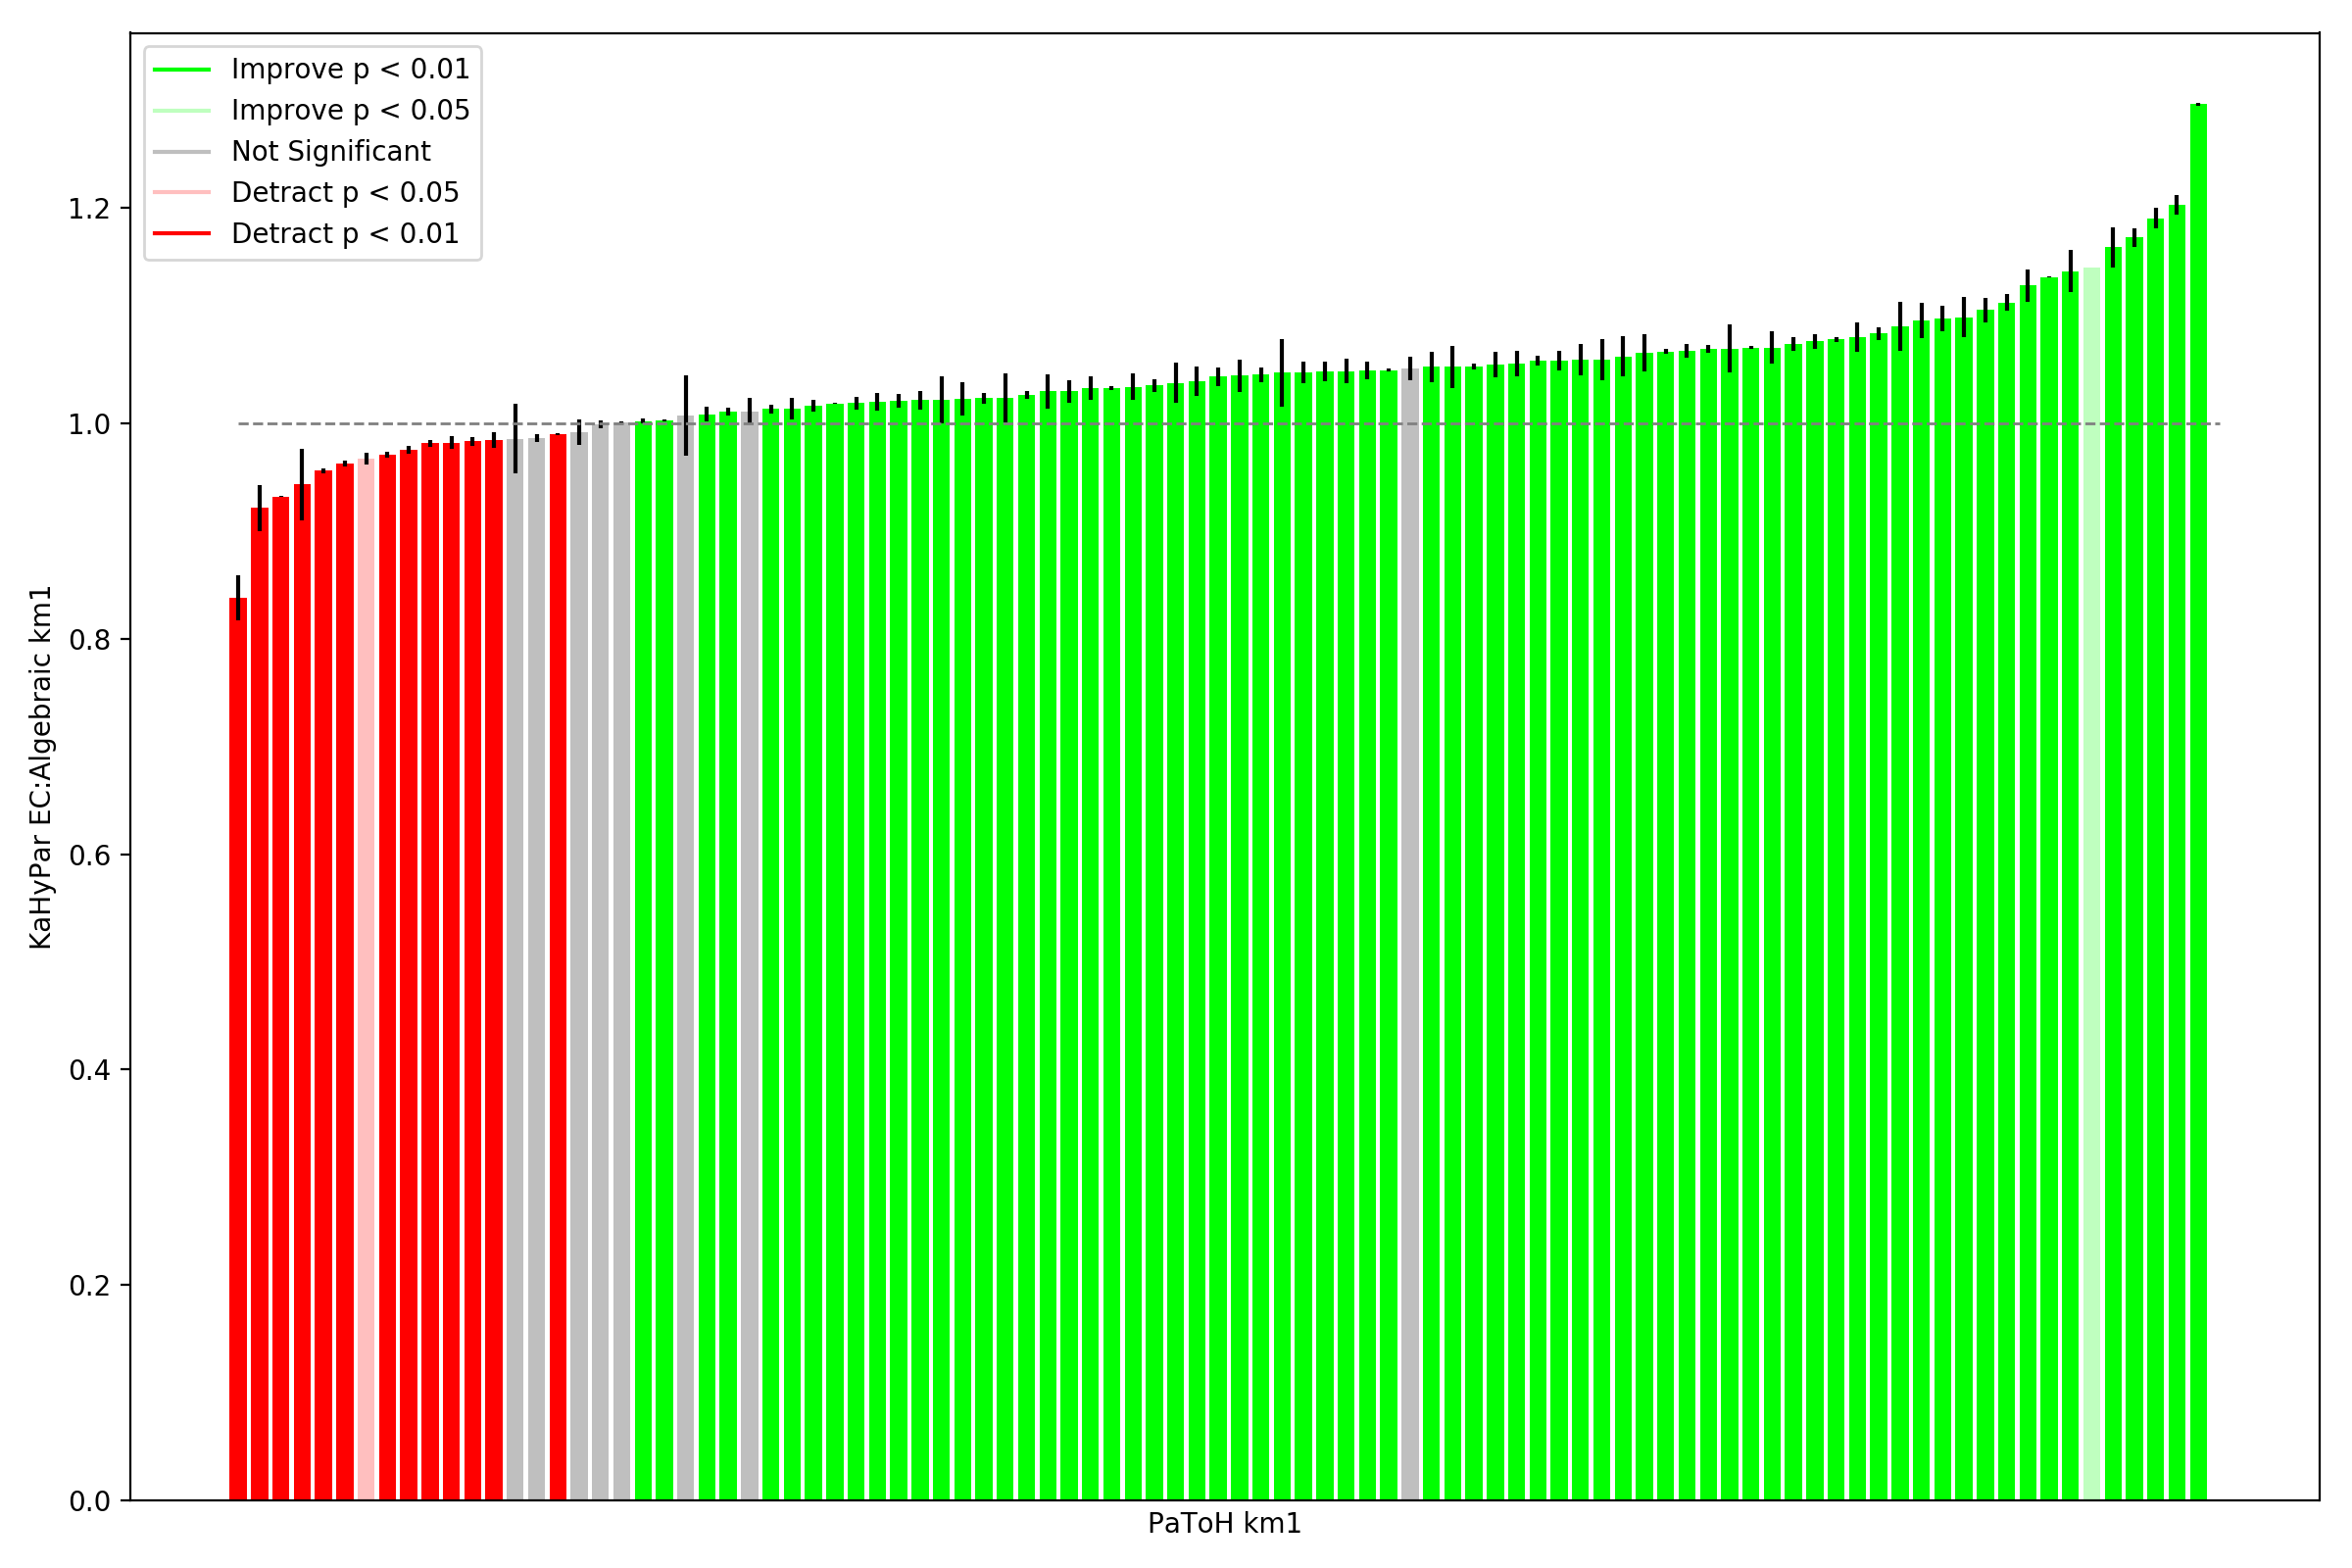 Improve p < 0.01
Improve p < 0.05
Not Significant
Detract p < 0.05
Detract p < 0.01
1.2
1.0
0.8
0.6
0.4
0.2
0.0
KaHyPar EC:Algebraic km1
PaToH km1